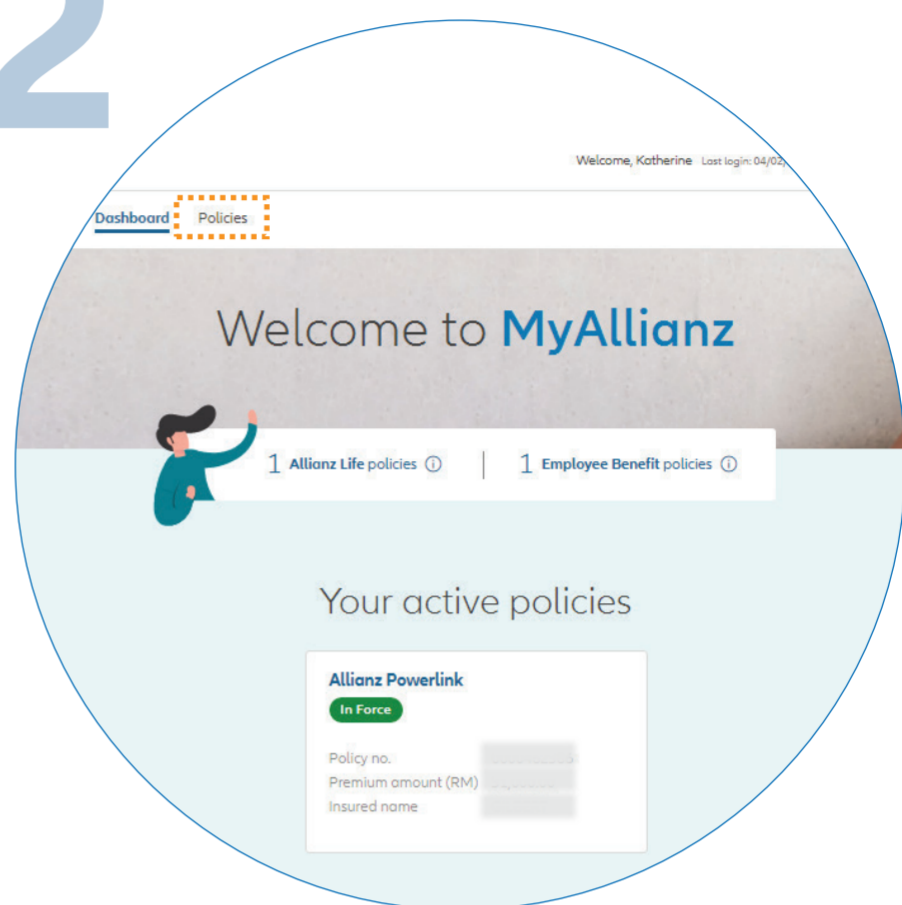 2
Welcome, Katherine Last login: 04/02/
Dashboard Policies
Welcome to MyAllianz
1 Allianz Life policies 1 Employee Benefit policies
Your active policies
Allianz Powerlink
In Force
Policy no.
Premium amount (RM)
Insured name